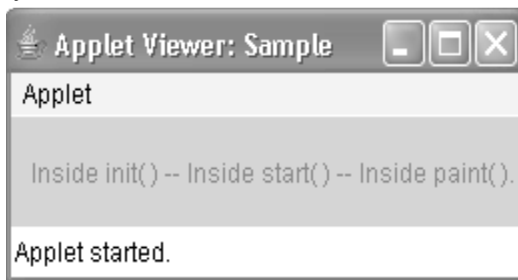 Applet Viewer: Sample
Applet
Inside init( ) -- Inside start( ) -- Inside paint( ).
Applet started.